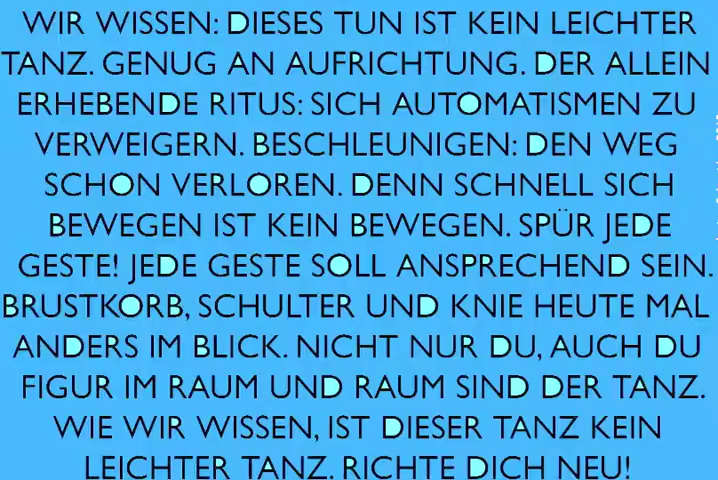 WIR WISSEN: DIESES TUN IST KEIN LEICHTER
TANZ. GENUG AN AUFRICHTUNG. DER ALLEIN
ERHEBENDE RITUS: SICH AUTOMATISMEN ZU
VERWEIGERN. BESCHLEUNIGEN: DEN WEG
SCHON VERLOREN. DENN SCHNELL SICH
BEWEGEN IST KEIN BEWEGEN. SPÜR JEDE
GESTE! JEDE GESTE SOLL ANSPRECHEND SEIN.
BRUSTKORB, SCHULTER UND KNIE HEUTE MAL
ANDERS IM BLICK. NICHT NUR DU, AUCH DU
FIGUR IM RAUM UND RAUM SIND DER TANZ.
WIE WIR WISSEN, IST DIESER TANZ KEIN
LEICHTER TANZ. RICHTE DICH NEU!